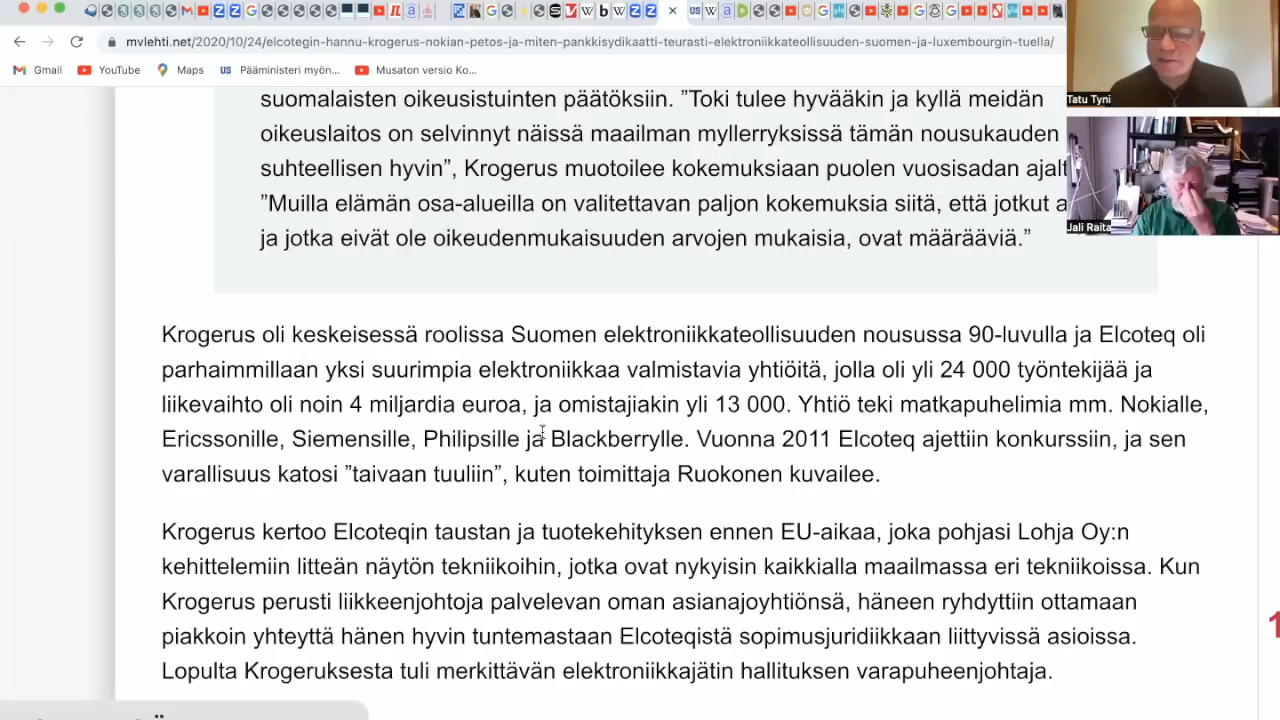 mvlehti.net/2020/10/24/elcotegin-hannu-krogerus-nokian-petos-ja-miten-pankkisydikaatti-teurasti-elektroniikkateollisuuden-suomen-ja-luxembourgin-tuella/
Gmail YouTube Maps US Pääministeri myön... Musaton versio Ko...
Tatu Tyni
Jali Raita
suomalaisten oikeusistuinten päätöksiin. ”Toki tulee hyvääkin ja kyllä meidän
oikeuslaitos on selvinnyt näissä maailman myllerryksissä tämän nousukauden
suhteellisen hyvin”, Krogerus muotoilee kokemuksiaan puolen vuosisadan ajalt
”Muilla elämän osa-alueilla on valitettavan paljon kokemuksia siitä, että jotkut a
ja jotka eivät ole oikeudenmukaisuuden arvojen mukaisia, ovat määrääviä.”
Krogerus oli keskeisessä roolissa Suomen elektroniikkateollisuuden nousussa 90-luvulla ja Elcoteq oli
parhaimmillaan yksi suurimpia elektroniikkaa valmistavia yhtiöitä, jolla oli yli 24 000 työntekijää ja
liikevaihto oli noin 4 miljardia euroa, ja omistajiakin yli 13 000. Yhtiö teki matkapuhelimia mm. Nokialle,
Ericssonille, Siemensille, Philipsille ja Blackberrylle. Vuonna 2011 Elcoteq ajettiin konkurssiin, ja sen
varallisuus katosi ”taivaan tuuliin”, kuten toimittaja Ruokonen kuvailee.
Krogerus kertoo Elcoteqin taustan ja tuotekehityksen ennen EU-aikaa, joka pohjasi Lohja Oy:n
kehittelemiin litteän näytön tekniikoihin, jotka ovat nykyisin kaikkialla maailmassa eri tekniikoissa. Kun
Krogerus perusti liikkeenjohtoja palvelevan oman asianajoyhtiönsä, häneen ryhdyttiin ottamaan
piakkoin yhteyttä hänen hyvin tuntemastaan Elcoteqistä sopimusjuridiikkaan liittyvissä asioissa.
Lopulta Krogeruksesta tuli merkittävän elektroniikkajätin hallituksen varapuheenjohtaja.